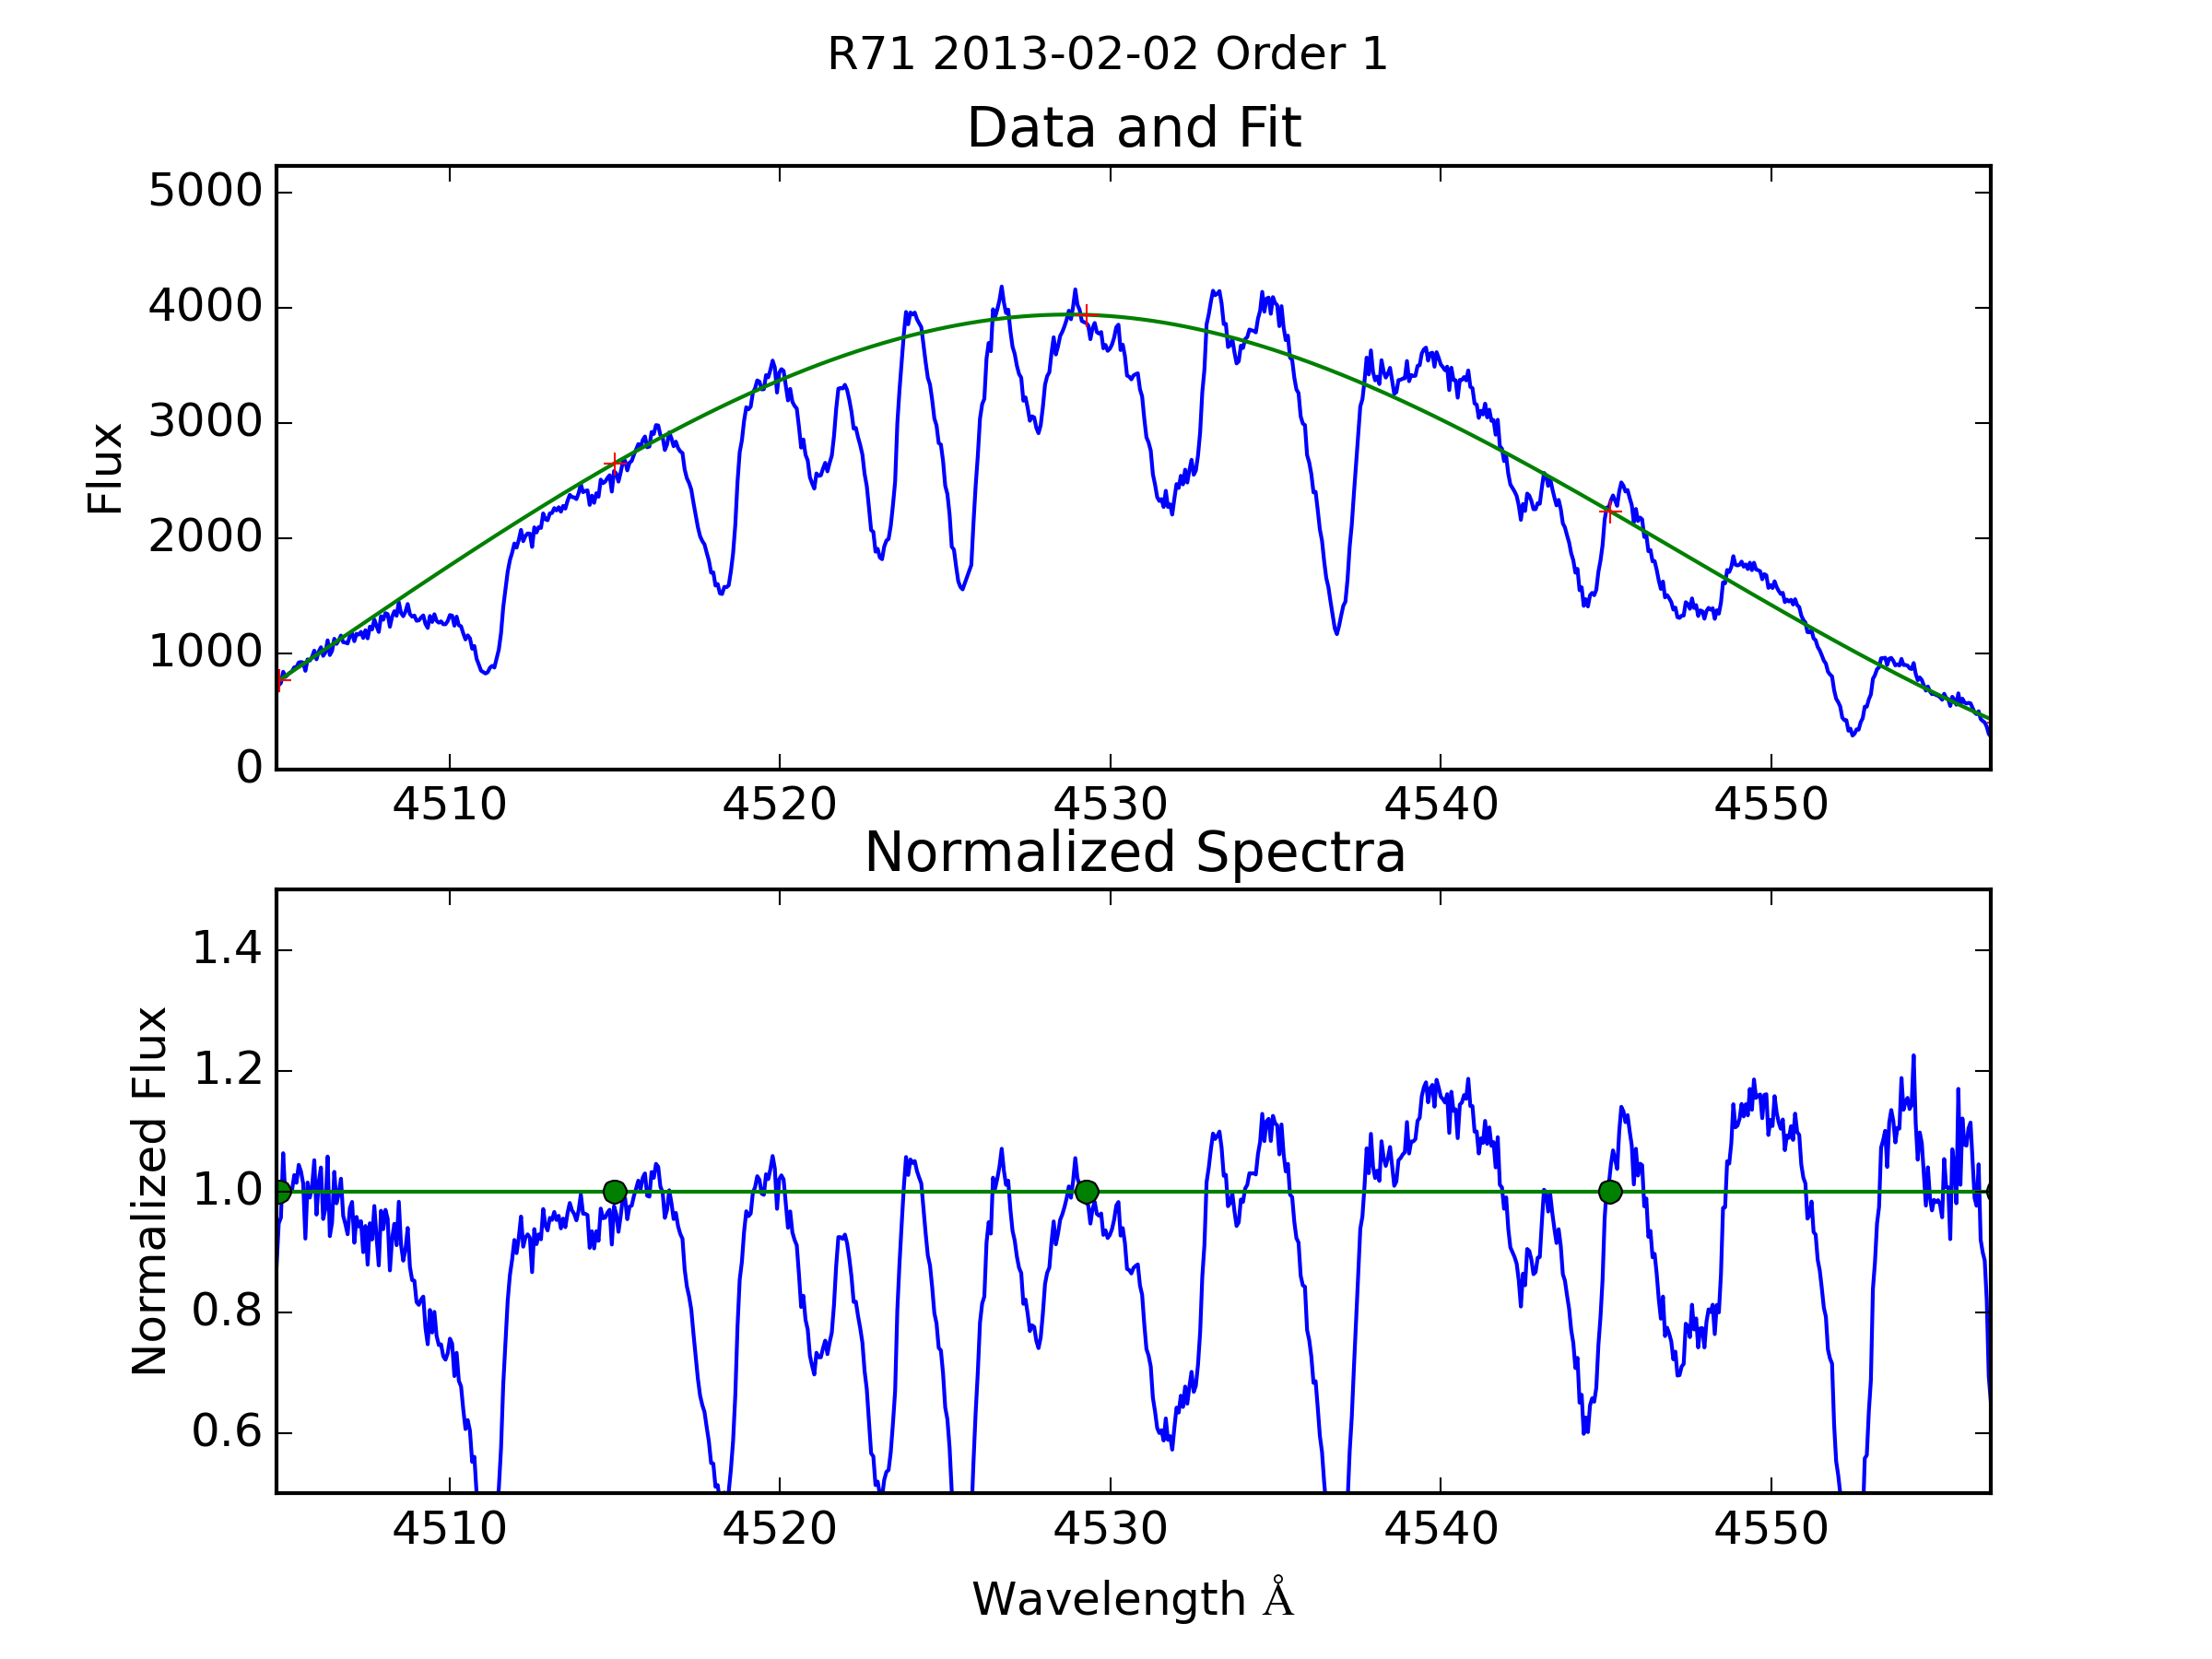 R71 2013-02-02 Order 1
Data and Fit
5000
4000
3000
2000
1000
0
Flux
4510 4520 4530 4540 4550
Normalized Spectra
1.4
1.2
1.0
0.8
0.6
Normalized Flux
4510 4520 4530 4540 4550
Wavelength Å